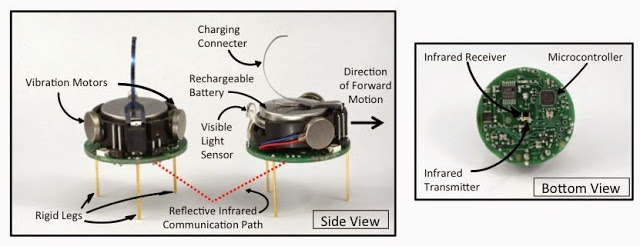 Charging
Connecter
Vibration Motors
Rechargeable
Battery
Direction
of Forward
Motion
Visible
Light
Sensor
Rigid Legs
Reflective Infrared
Communication Path
Side View
Infrared Receiver
Microcontroller
Infrared
Transmitter
Bottom View